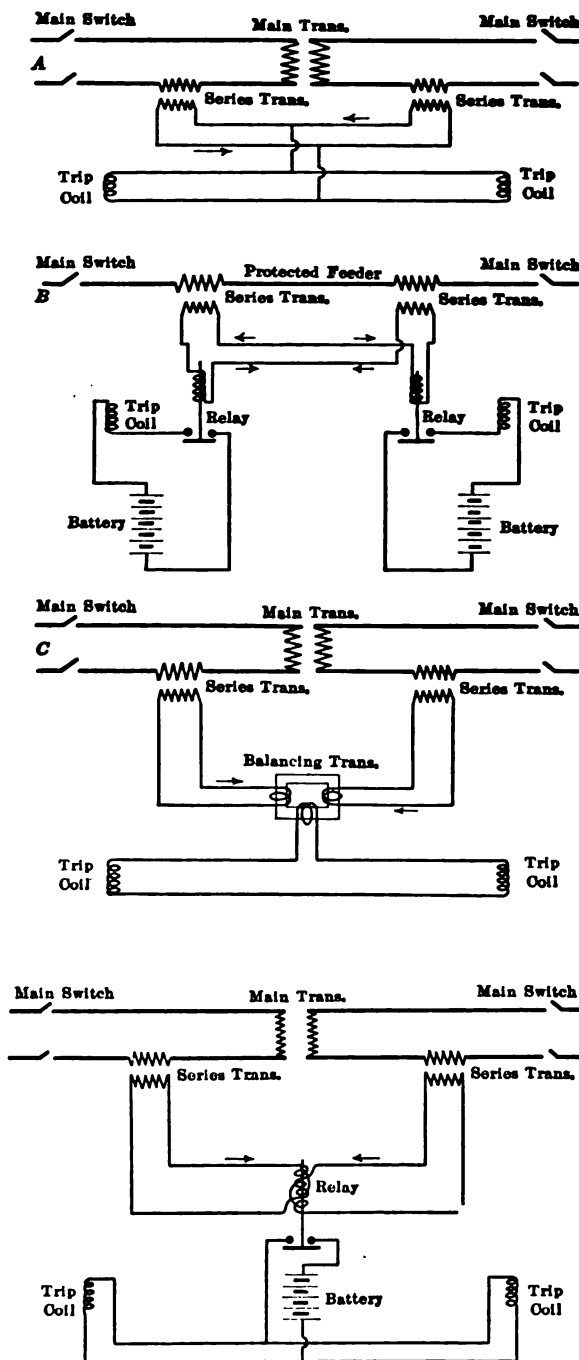 Main Switch Main Trans. Main Switch
A
Series Trans. Series Trans.
Trip Coil Trip Coil
Main Switch Protected Feeder Main Switch
B
Series Trans. Series Trans.
Trip Coil Relay Relay Trip Coil
Battery Battery
Main Switch Main Trans. Main Switch
C
Series Trans. Series Trans.
Balancing Trans.
Trip Coil Trip Coil
Main Switch Main Trans. Main Switch
Series Trans. Series Trans.
Relay
Trip Coil Battery Trip Coil